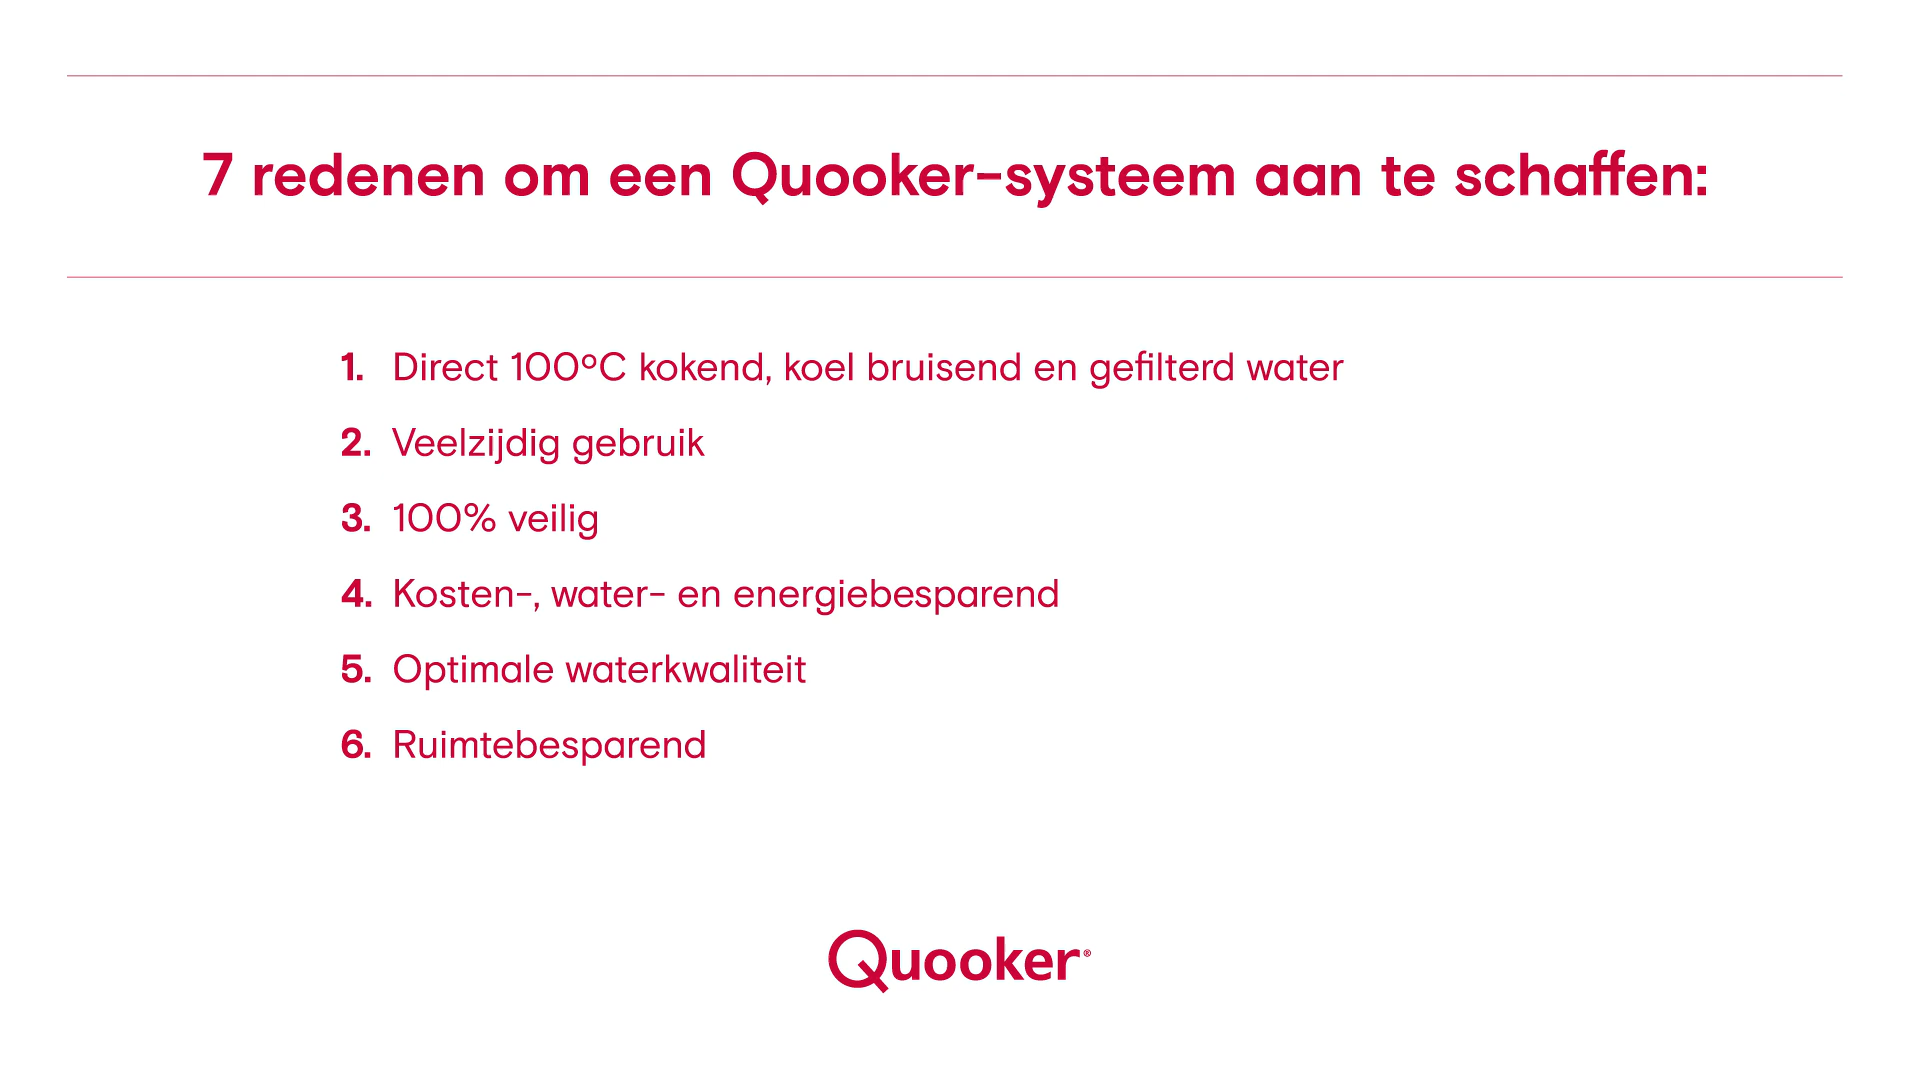 7 redenen om een Quooker-systeem aan te schaffen:
1. Direct 100ºC kokend, koel bruisend en gefilterd water
2. Veelzijdig gebruik
3. 100% veilig
4. Kosten-, water- en energiebesparend
5. Optimale waterkwaliteit
6. Ruimtebesparend
Quooker®